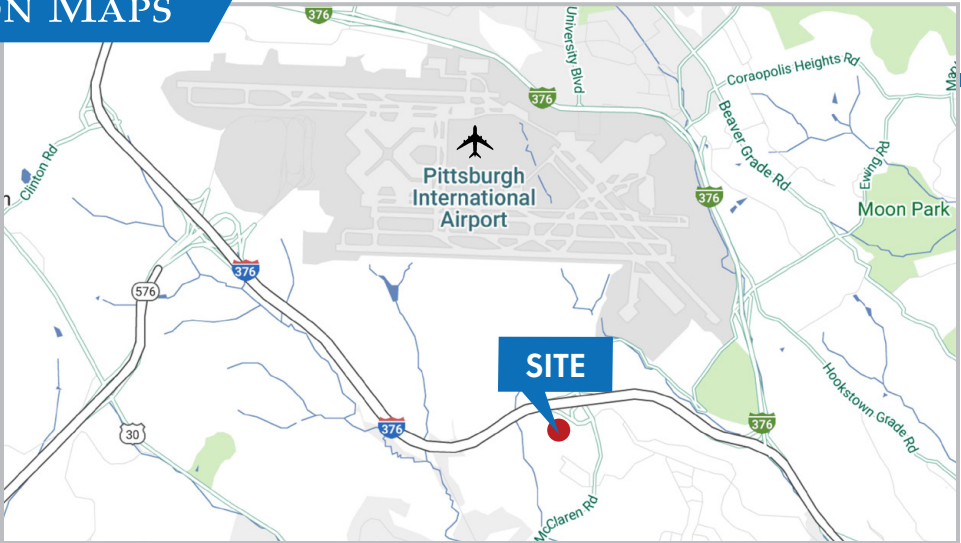 ON MAPS
376
University Blvd
Coraopolis Heights Rd
376
Beaver Grade Rd
Clinton Rd
Ewing Rd
Pittsburgh
International
Airport
376
Moon Park
376
576
SITE
Hookstown Grade Rd
376
376
30
McClaren Rd